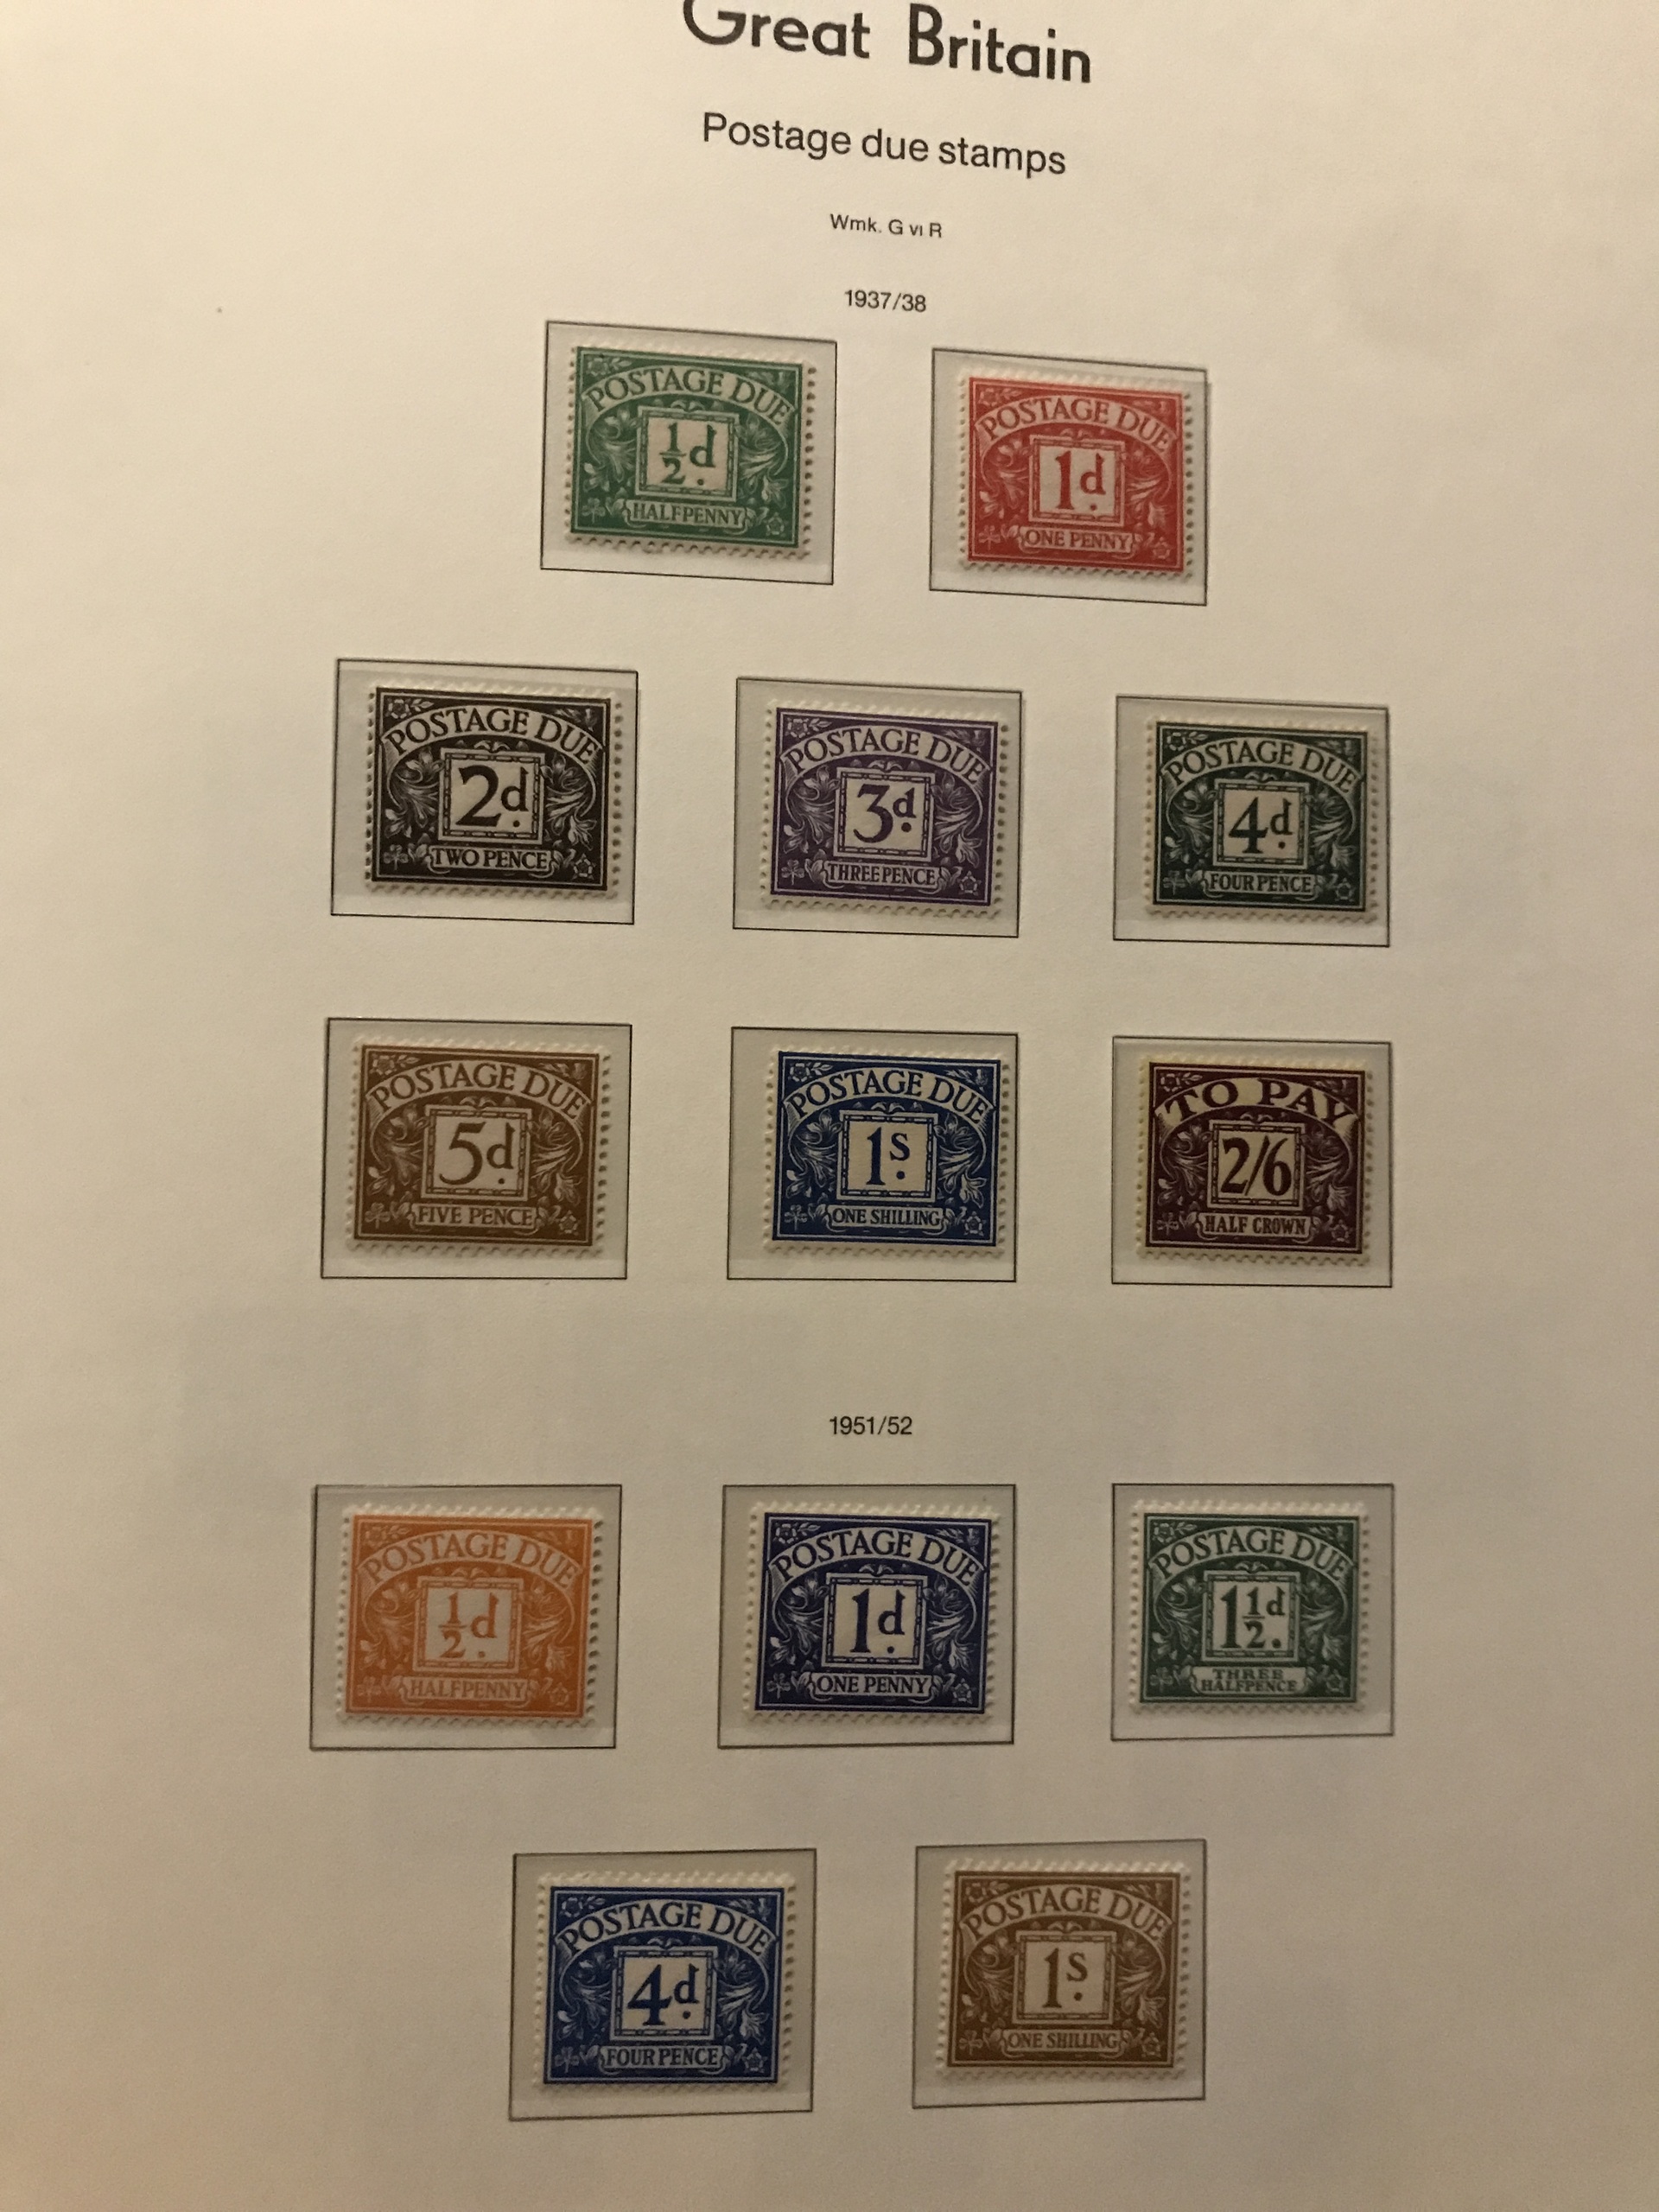 Great Britain
Postage due stamps
Wmk. G VI R
1937/38
POSTAGE DUE
½d.
HALFPENNY
POSTAGE DUE
1d.
ONE PENNY
POSTAGE DUE
2d.
TWO PENCE
POSTAGE DUE
3d.
THREE PENCE
POSTAGE DUE
4d.
FOUR PENCE
POSTAGE DUE
5d.
FIVE PENCE
POSTAGE DUE
1s.
ONE SHILLING
TO PAY
2/6
HALF CROWN
1951/52
POSTAGE DUE
½d.
HALFPENNY
POSTAGE DUE
1d.
ONE PENNY
POSTAGE DUE
1½d.
THREE
HALFPENCE
POSTAGE DUE
4d.
FOUR PENCE
POSTAGE DUE
1s.
ONE SHILLING